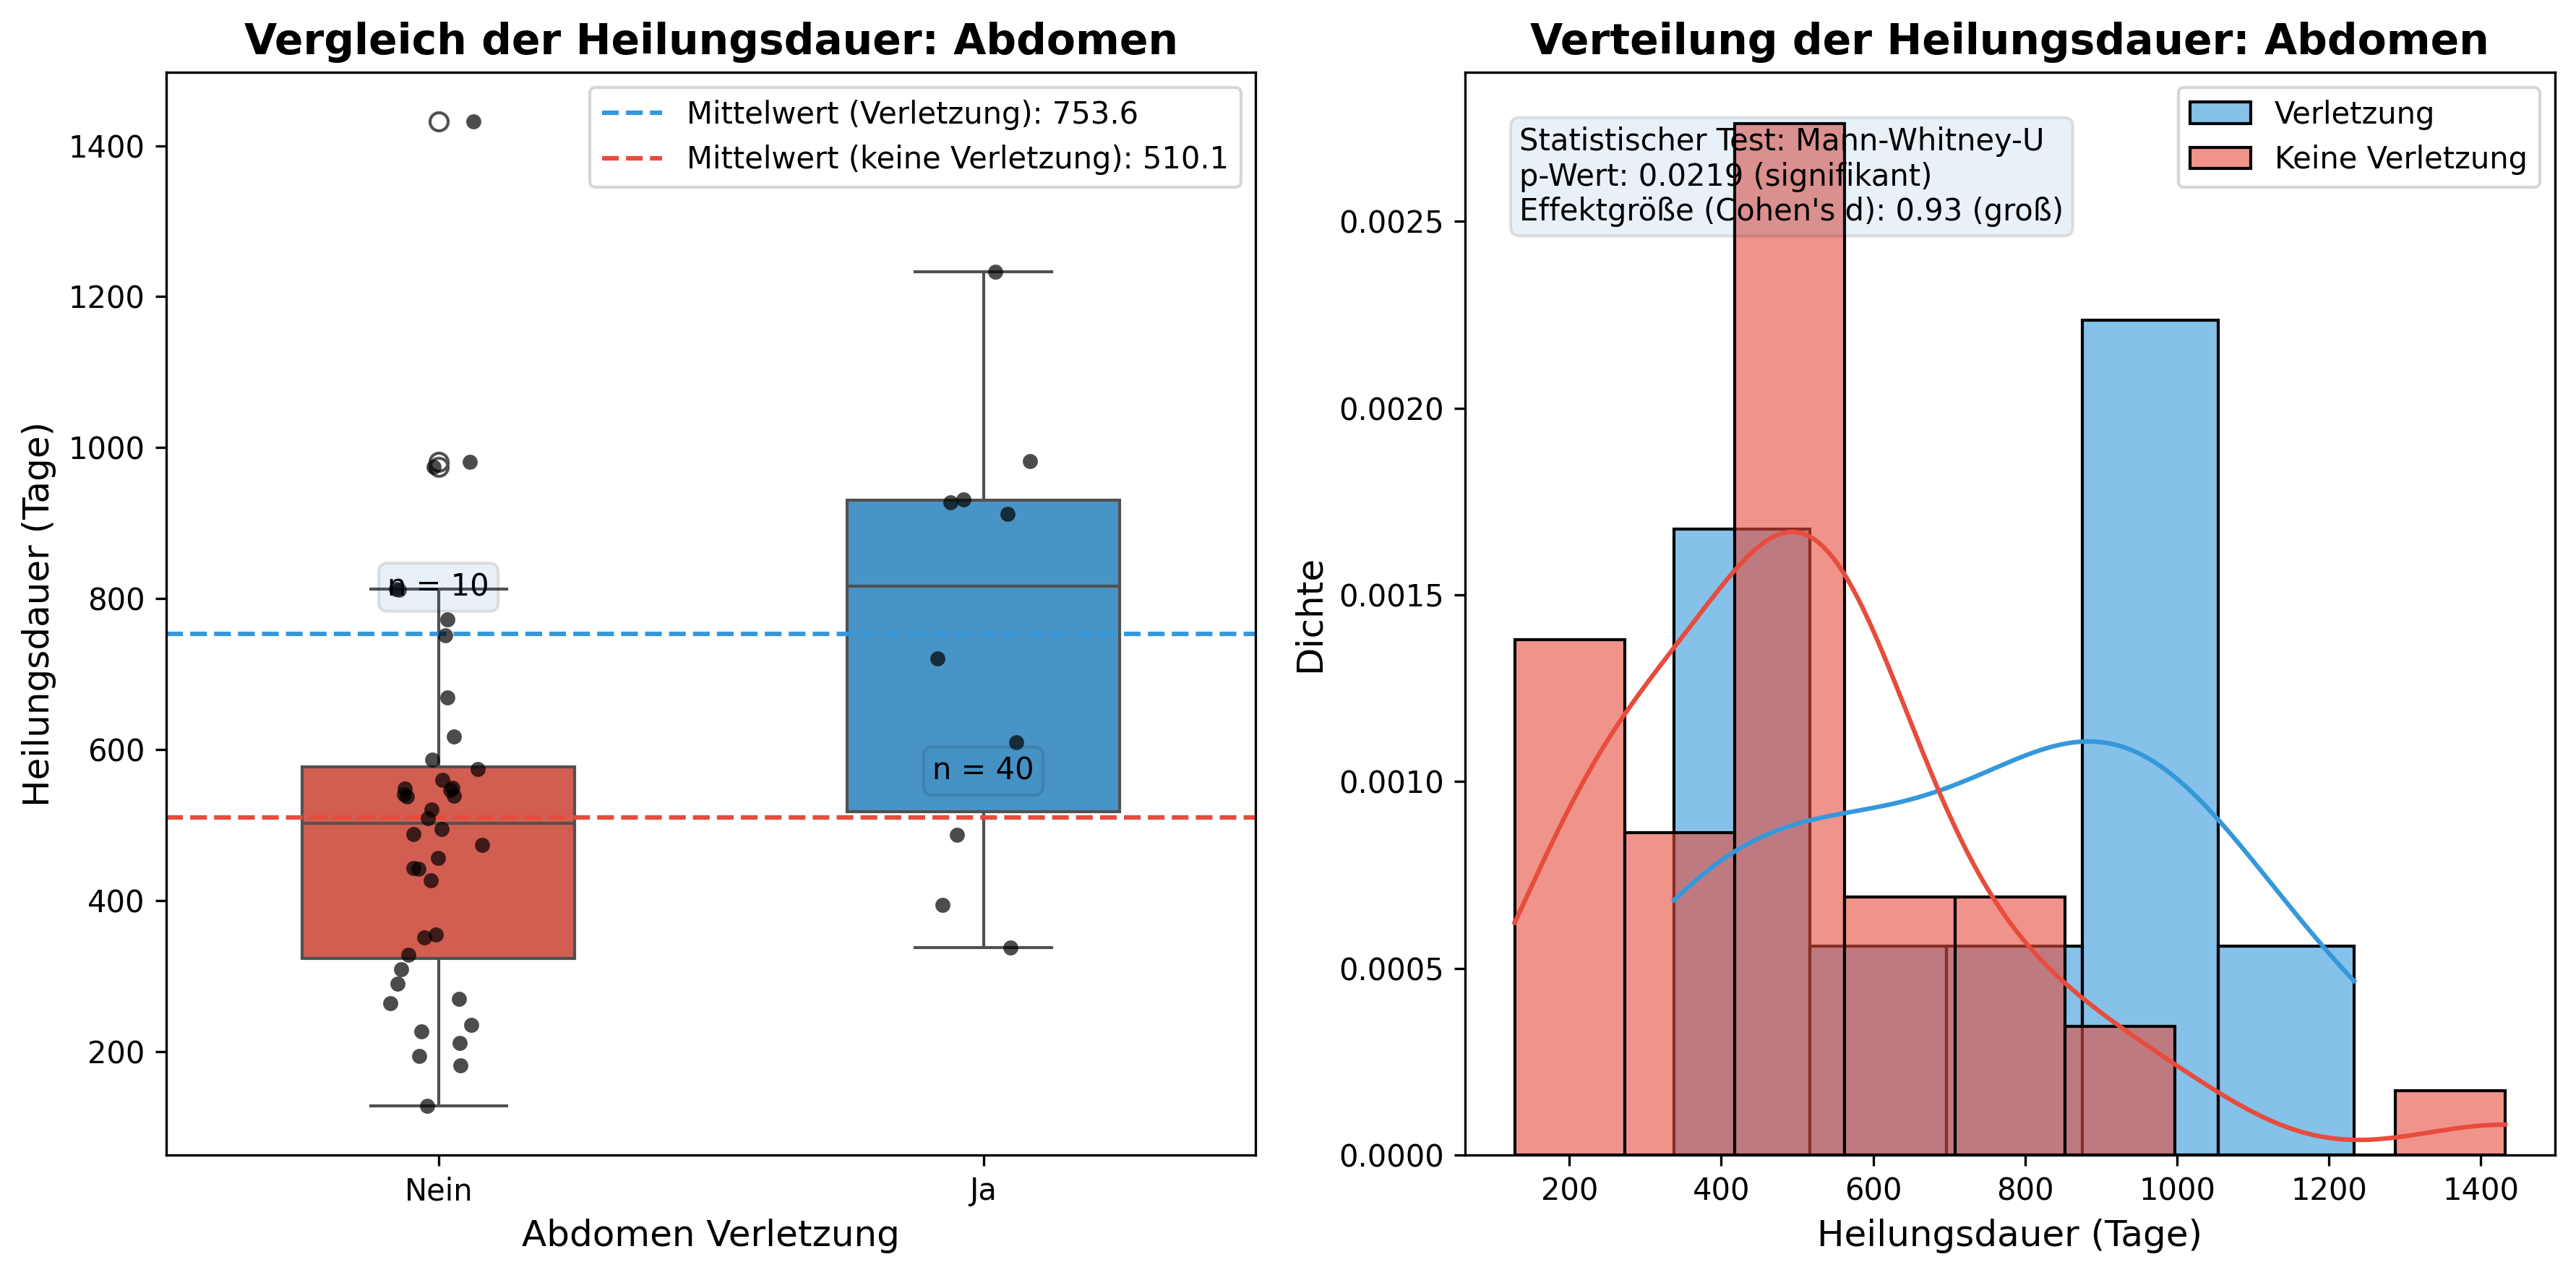 Vergleich der Heilungsdauer: Abdomen
Mittelwert (Verletzung): 753.6
Mittelwert (keine Verletzung): 510.1
Heilungsdauer (Tage)
1400
1200
1000
800
600
400
200
n = 10
n = 40
Nein
Ja
Abdomen Verletzung
Verteilung der Heilungsdauer: Abdomen
Statistischer Test: Mann-Whitney-U
p-Wert: 0.0219 (signifikant)
Effektgröße (Cohen's d): 0.93 (groß)
Verletzung
Keine Verletzung
Dichte
0.0025
0.0020
0.0015
0.0010
0.0005
0.0000
200
400
600
800
1000
1200
1400
Heilungsdauer (Tage)